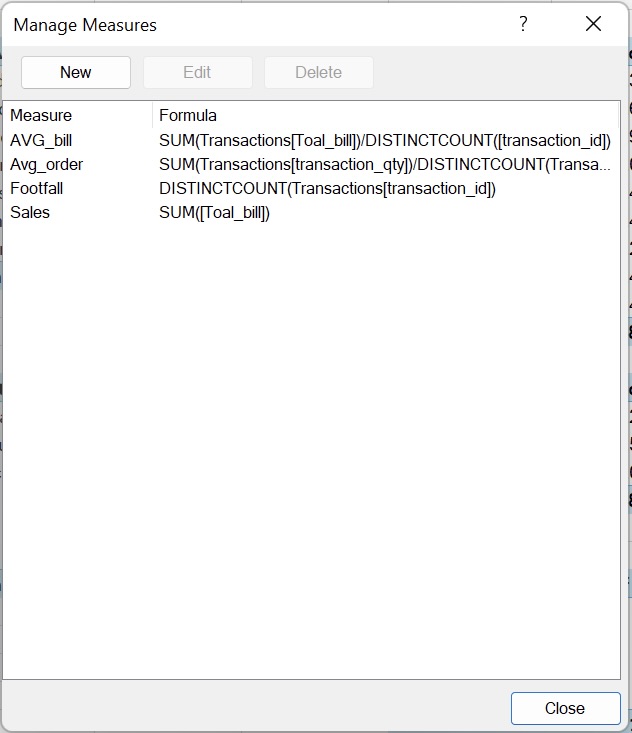 Manage Measures ?
New Edit Delete
Measure Formula
AVG_bill SUM(Transactions[Toal_bill])/DISTINCTCOUNT([transaction_id])
Avg_order SUM(Transactions[transaction_qty])/DISTINCTCOUNT(Transa...
Footfall DISTINCTCOUNT(Transactions[transaction_id])
Sales SUM([Toal_bill])
Close